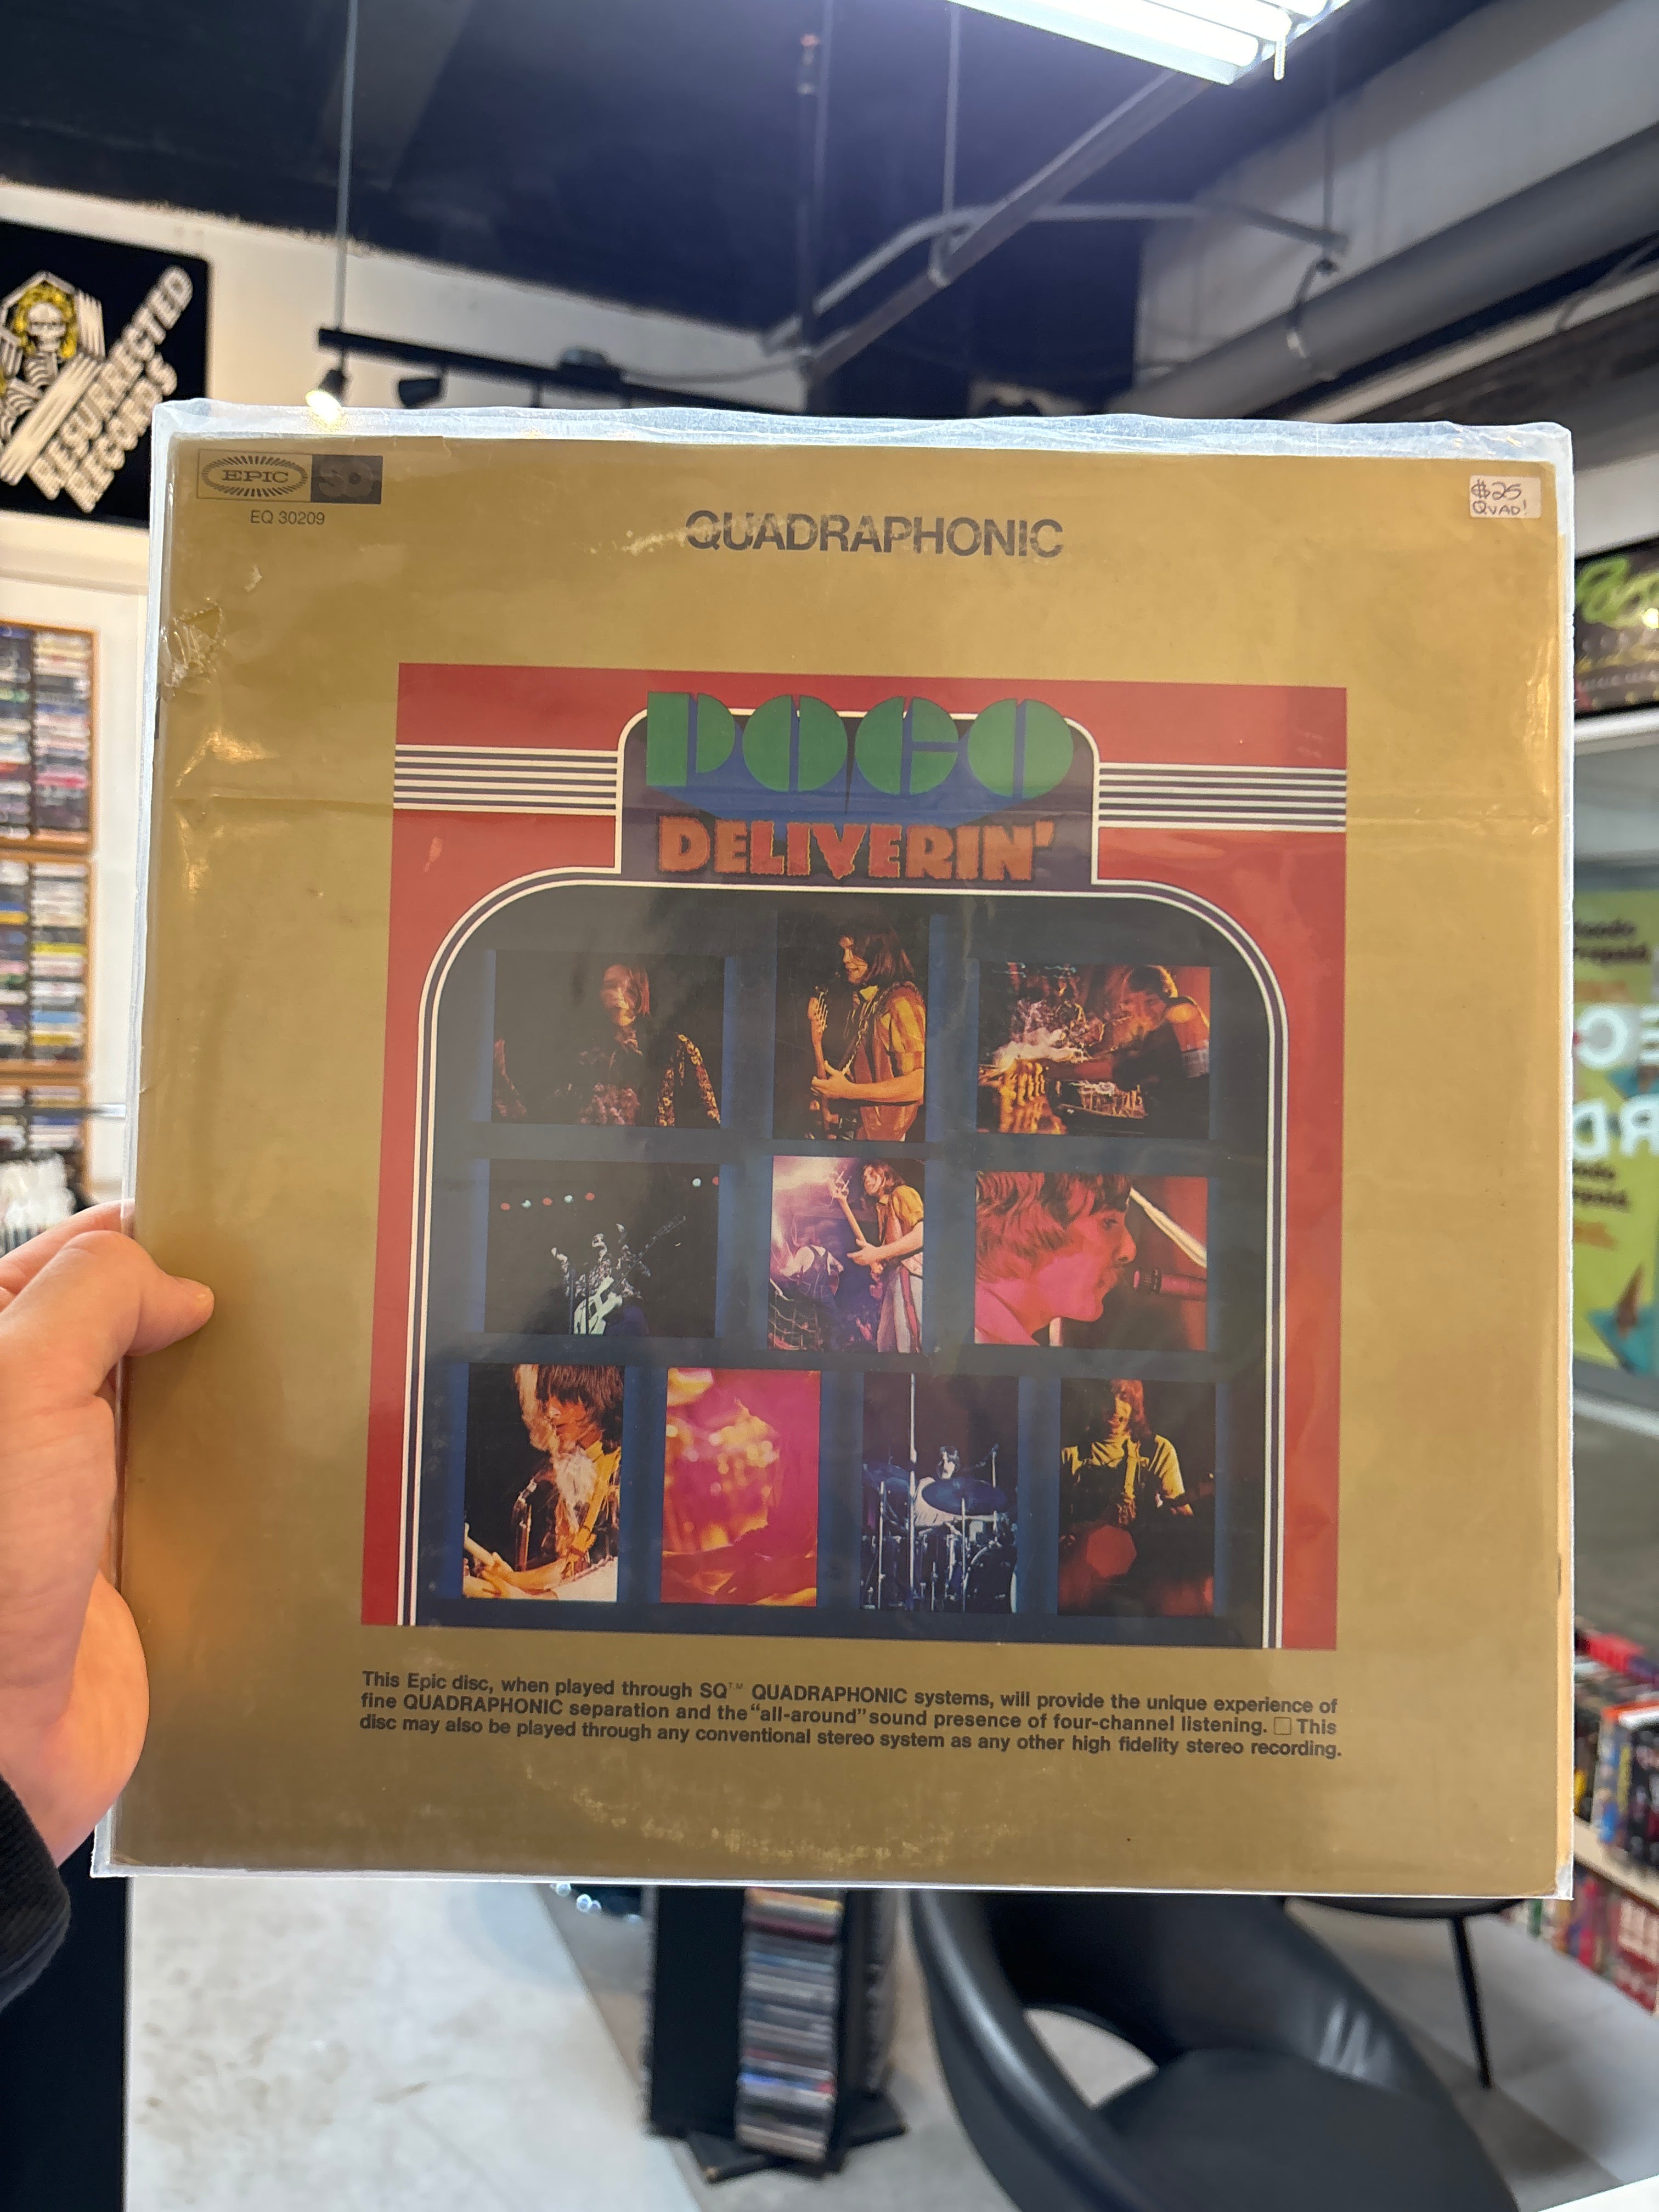 RESURRECTED
RECORDS
EPIC
SQ
EQ 30209
QUADRAPHONIC
$25
QUAD!
POCO
DELIVERIN'
This Epic disc, when played through SQ™ QUADRAPHONIC systems, will provide the unique experience of
fine QUADRAPHONIC separation and the “all-around” sound presence of four-channel listening. □ This
disc may also be played through any conventional stereo system as any other high fidelity stereo recording.